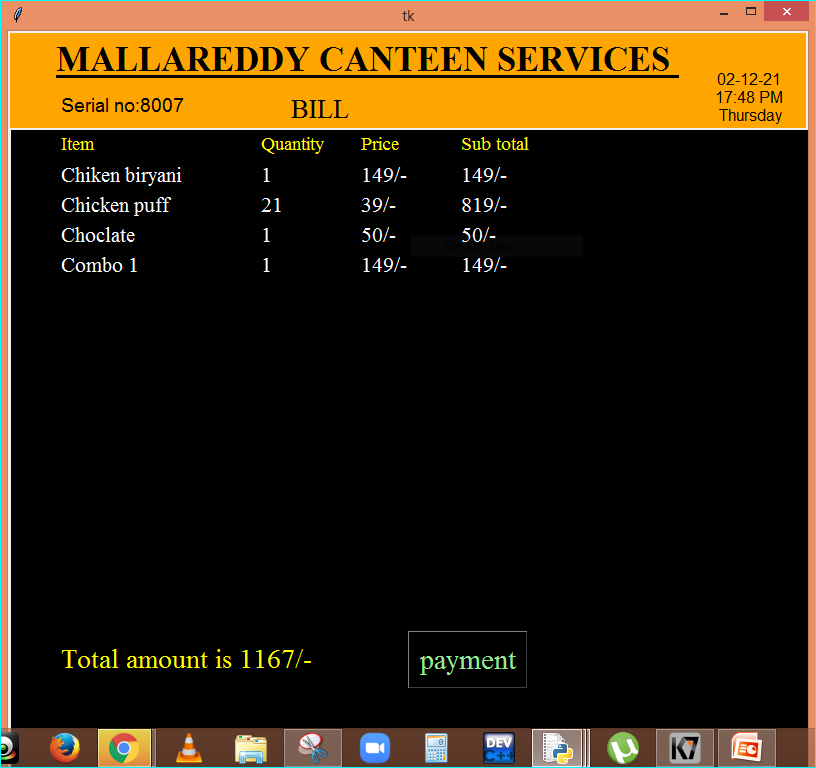 tk
MALLAREDDY CANTEEN SERVICES
02-12-21
17:48 PM
Thursday
Serial no:8007
BILL
Item Quantity Price Sub total
Chiken biryani 1 149/- 149/-
Chicken puff 21 39/- 819/-
Choclate 1 50/- 50/-
Combo 1 1 149/- 149/-
Total amount is 1167/-
payment
DEV
C++
K7